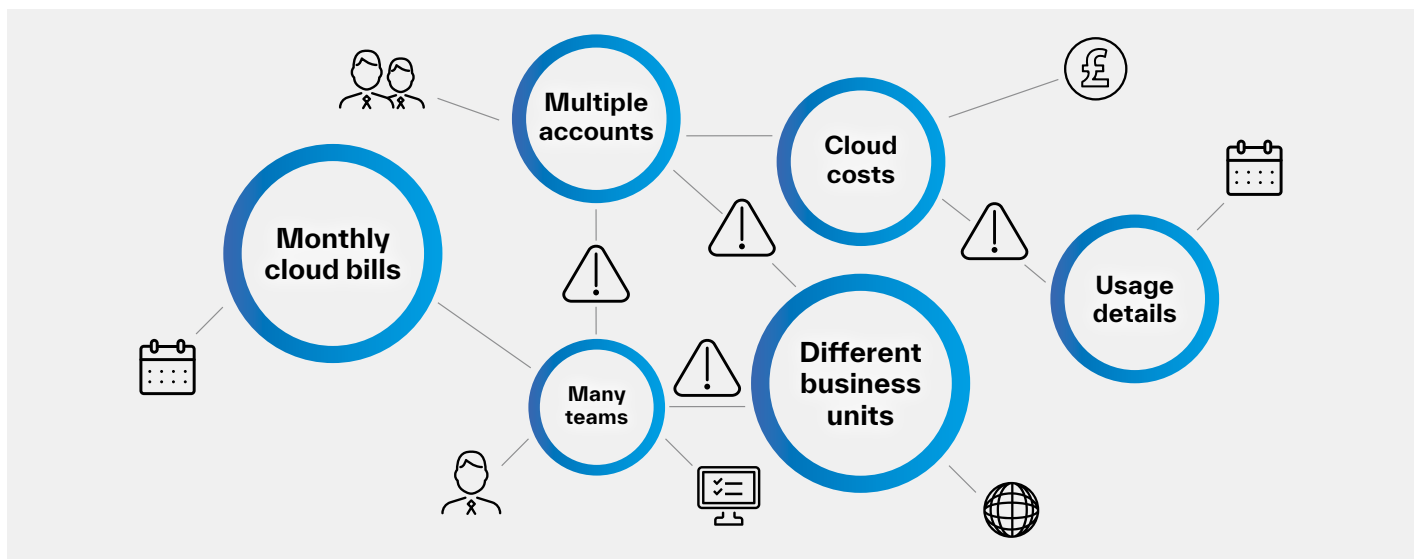 Multiple
accounts
Cloud
costs
£
Monthly
cloud bills
Usage
details
Different
business
units
Many
teams